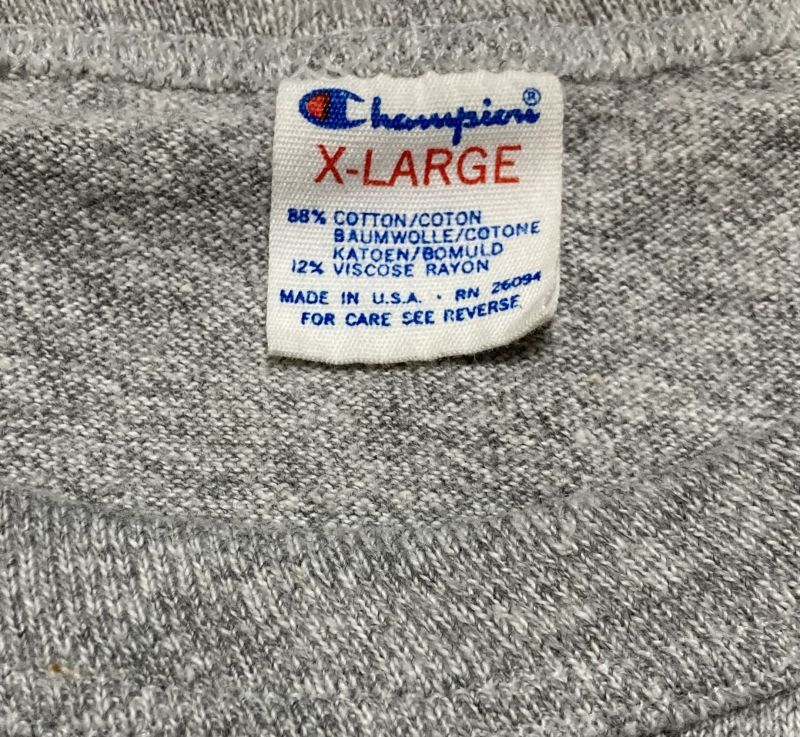 Champion®
X-LARGE
88% COTTON/COTON
BAUMWOLLE/COTONE
KATOEN/BOMULD
12% VISCOSE RAYON
MADE IN U.S.A. · RN 26094
FOR CARE SEE REVERSE